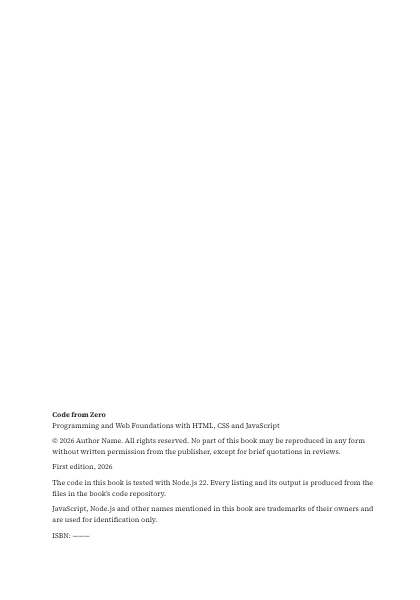 Code from Zero
Programming and Web Foundations with HTML, CSS and JavaScript
© 2026 Author Name. All rights reserved. No part of this book may be reproduced in any form
without written permission from the publisher, except for brief quotations in reviews.
First edition, 2026
The code in this book is tested with Node.js 22. Every listing and its output is produced from the
files in the book's code repository.
JavaScript, Node.js and other names mentioned in this book are trademarks of their owners and
are used for identification only.
ISBN: ———